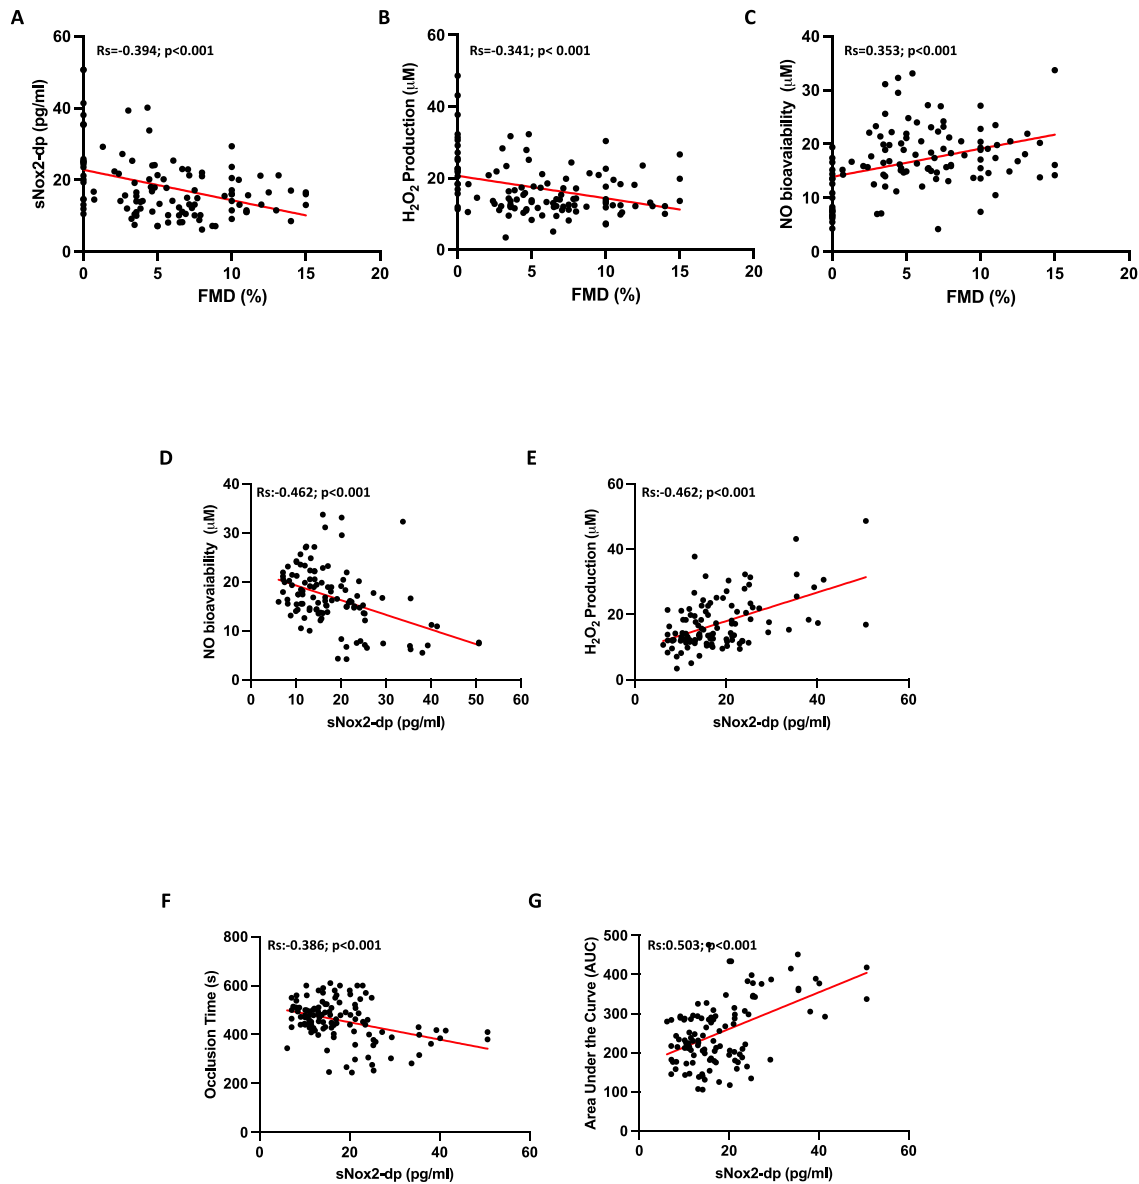 A
B
C
Rs=-0.394; p<0.001
sNox2-dp (pg/ml)
60
40
20
0
0 5 10 15 20
FMD (%)
Rs=-0.341; p< 0.001
H₂O₂ Production (μM)
60
40
20
0
0 5 10 15 20
FMD (%)
Rs=0.353; p<0.001
NO bioavaiability (μM)
40
30
20
10
0
0 5 10 15 20
FMD (%)
D
E
Rs:-0.462; p<0.001
NO bioavaiability (μM)
40
30
20
10
0
0 10 20 30 40 50 60
sNox2-dp (pg/ml)
Rs:-0.462; p<0.001
H₂O₂ Production (μM)
60
40
20
0
0 20 40 60
sNox2-dp (pg/ml)
F
G
Rs:-0.386; p<0.001
Occlusion Time (s)
800
600
400
200
0
0 20 40 60
sNox2-dp (pg/ml)
Rs:0.503; p<0.001
Area Under the Curve (AUC)
500
400
300
200
100
0
0 20 40 60
sNox2-dp (pg/ml)